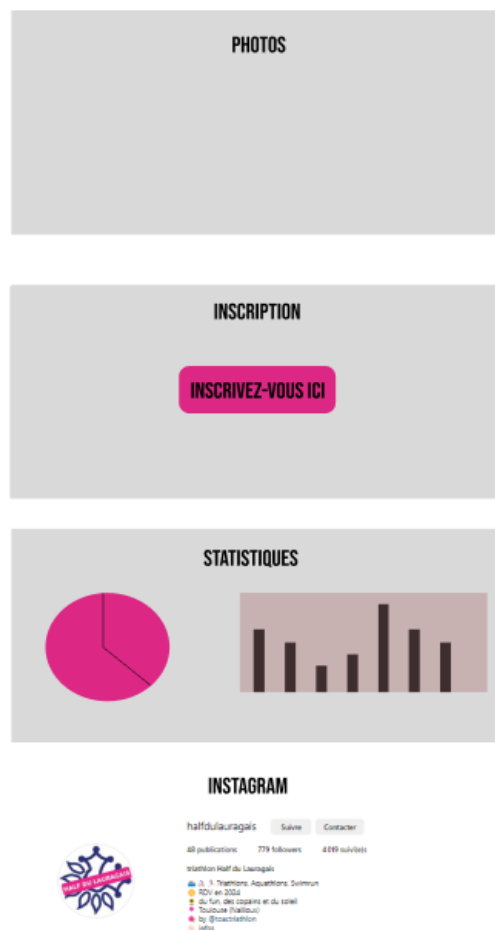 PHOTOS
INSCRIPTION
INSCRIVEZ-VOUS ICI
STATISTIQUES
INSTAGRAM
halfdulauragais Suivre Contacter
48 publications 779 followers 4 019 suivi(e)s
triathlon Half du Lauragais
Triathlons, Aquathlons, Swimrun
RDV en 2024
du fun, des copains et du soleil
Toulouse (Nailloux)
by @toactriathlon
infos
HALF DU LAURAGAIS